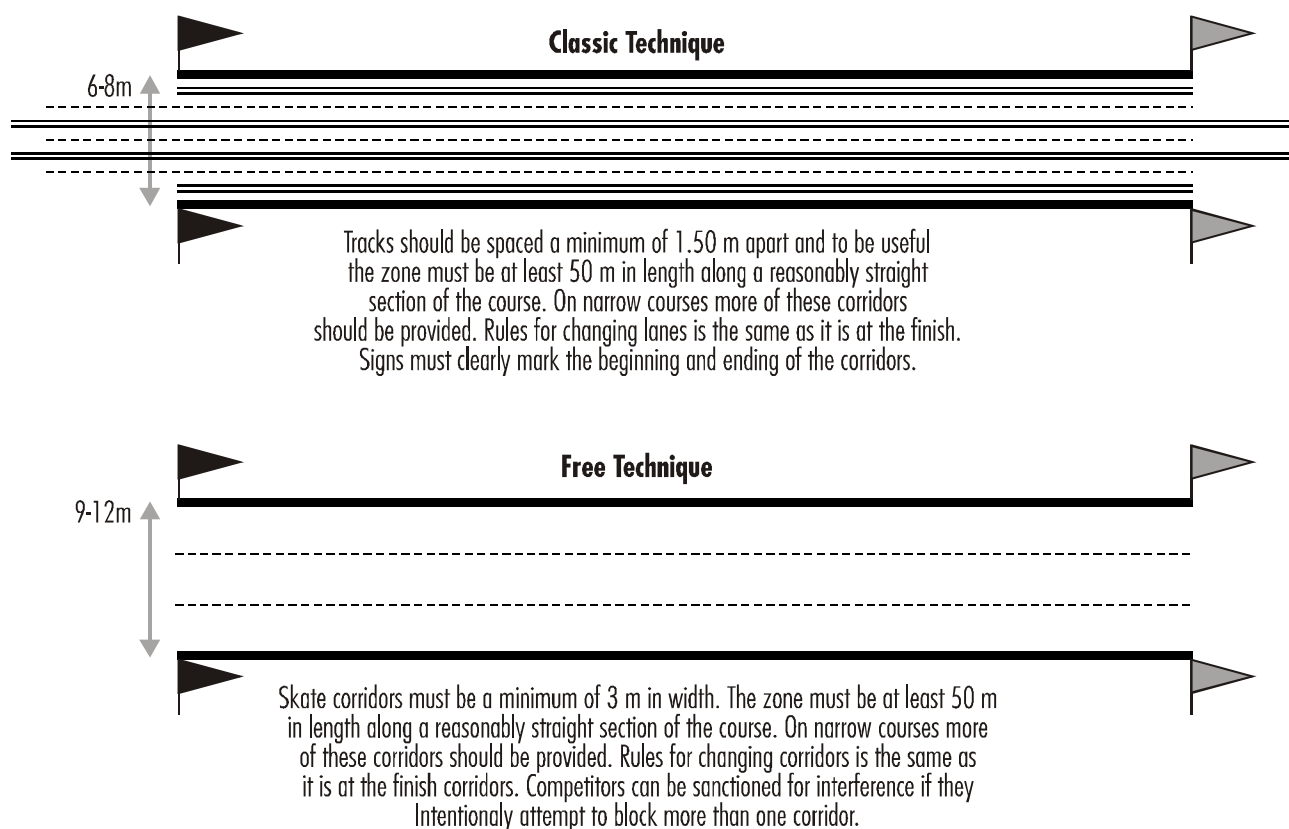 Classic Technique
6-8m
Tracks should be spaced a minimum of 1.50 m apart and to be useful
the zone must be at least 50 m in length along a reasonably straight
section of the course. On narrow courses more of these corridors
should be provided. Rules for changing lanes is the same as it is at the finish.
Signs must clearly mark the beginning and ending of the corridors.
Free Technique
9-12m
Skate corridors must be a minimum of 3 m in width. The zone must be at least 50 m
in length along a reasonably straight section of the course. On narrow courses more
of these corridors should be provided. Rules for changing corridors is the same as
it is at the finish corridors. Competitors can be sanctioned for interference if they
Intentionaly attempt to block more than one corridor.